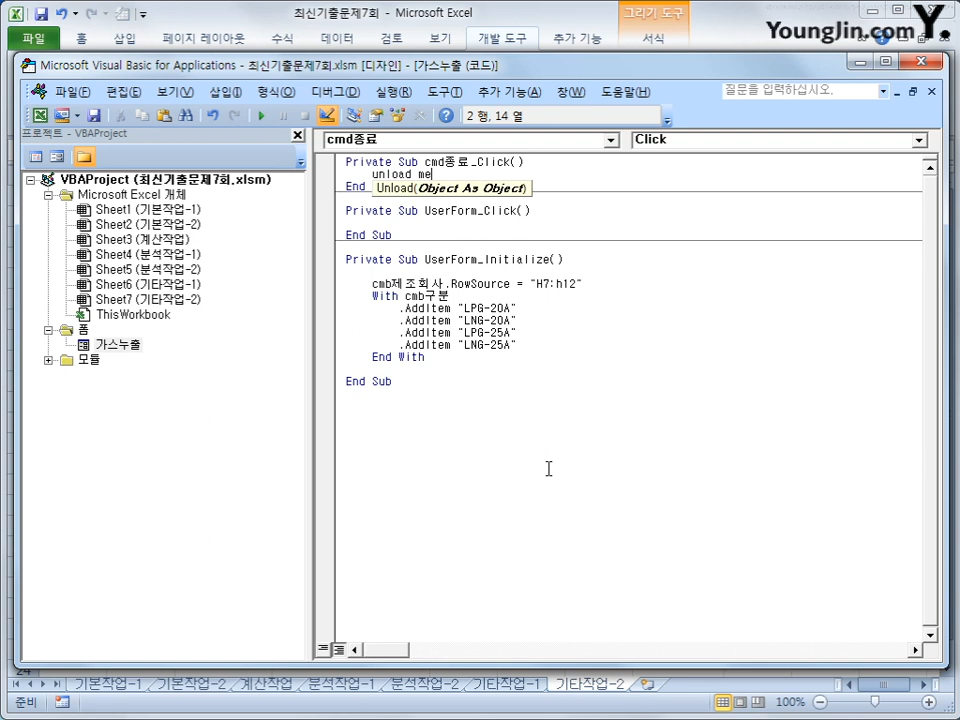 최신기출문제7회 - Microsoft Excel
그리기 도구
YoungJin.com Y.
파일 홈 삽입 페이지 레이아웃 수식 데이터 검토 보기 개발 도구 추가 기능 서식
Microsoft Visual Basic for Applications - 최신기출문제7회.xlsm [디자인] - [가스누출 (코드)]
파일(F) 편집(E) 보기(V) 삽입(I) 형식(O) 디버그(D) 실행(R) 도구(T) 추가 기능(A) 창(W) 도움말(H)
질문을 입력하십시오.
2 행, 14 열
프로젝트 - VBAProject
cmd종료
Click
VBAProject (최신기출문제7회.xlsm)
Microsoft Excel 개체
Sheet1 (기본작업-1)
Sheet2 (기본작업-2)
Sheet3 (계산작업)
Sheet4 (분석작업-1)
Sheet5 (분석작업-2)
Sheet6 (기타작업-1)
Sheet7 (기타작업-2)
ThisWorkbook
폼
가스누출
모듈
Private Sub cmd종료_Click()
unload me
End
Unload(Object As Object)
Private Sub UserForm_Click()
End Sub
Private Sub UserForm_Initialize()
cmb제조회사.RowSource = "H7:h12"
With cmb구분
.AddItem "LPG-20A"
.AddItem "LNG-20A"
.AddItem "LPG-25A"
.AddItem "LNG-25A"
End With
End Sub
24
기본작업-1 기본작업-2 계산작업 분석작업-1 분석작업-2 기타작업-1 기타작업-2
준비
100%